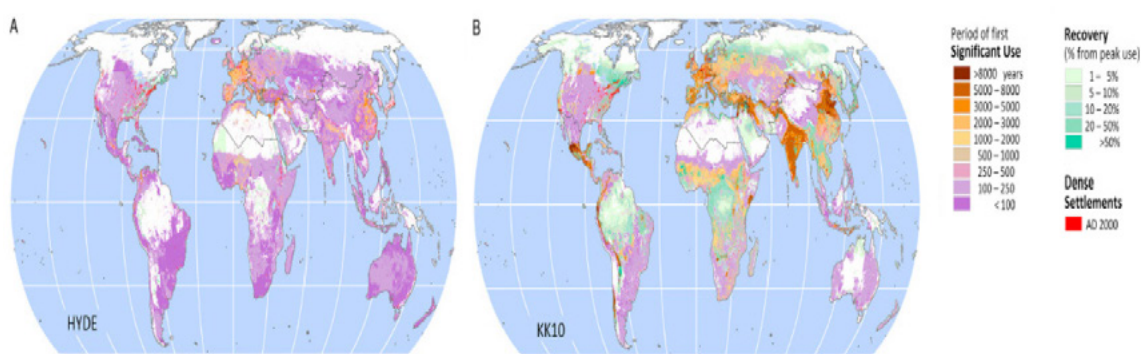 A
HYDE
B
KK10
Period of first
Significant Use
>8000 years
5000 – 8000
3000 – 5000
2000 – 3000
1000 – 2000
500 – 1000
250 – 500
100 – 250
< 100
Recovery
(% from peak use)
1 – 5%
5 – 10%
10 – 20%
20 – 50%
>50%
Dense
Settlements
AD 2000